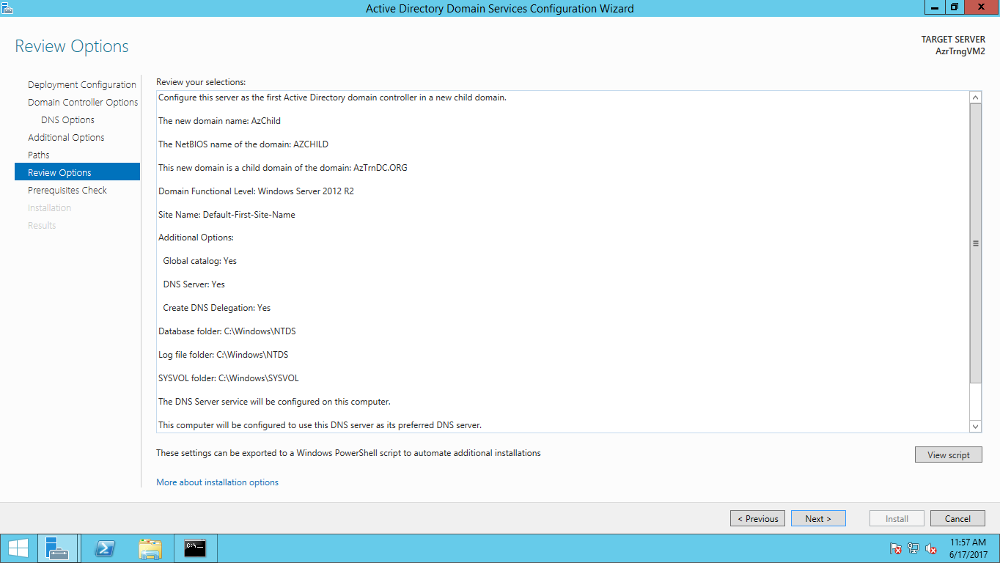 Active Directory Domain Services Configuration Wizard
Review Options
TARGET SERVER
AzrTrngVM2
Deployment Configuration
Domain Controller Options
DNS Options
Additional Options
Paths
Review Options
Prerequisites Check
Installation
Results
Review your selections:
Configure this server as the first Active Directory domain controller in a new child domain.
The new domain name: AzChild
The NetBIOS name of the domain: AZCHILD
This new domain is a child domain of the domain: AzTrnDC.ORG
Domain Functional Level: Windows Server 2012 R2
Site Name: Default-First-Site-Name
Additional Options:
Global catalog: Yes
DNS Server: Yes
Create DNS Delegation: Yes
Database folder: C:\Windows\NTDS
Log file folder: C:\Windows\NTDS
SYSVOL folder: C:\Windows\SYSVOL
The DNS Server service will be configured on this computer.
This computer will be configured to use this DNS server as its preferred DNS server.
These settings can be exported to a Windows PowerShell script to automate additional installations
View script
More about installation options
< Previous
Next >
Install
Cancel
C:\_
11:57 AM
6/17/2017